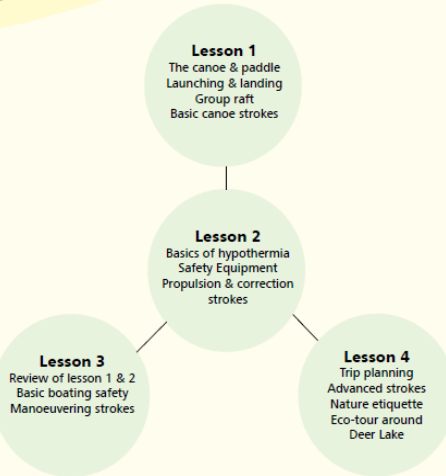 Lesson 1
The canoe & paddle
Launching & landing
Group raft
Basic canoe strokes
Lesson 2
Basics of hypothermia
Safety Equipment
Propulsion & correction
strokes
Lesson 3
Review of lesson 1 & 2
Basic boating safety
Manoeuvering strokes
Lesson 4
Trip planning
Advanced strokes
Nature etiquette
Eco-tour around
Deer Lake